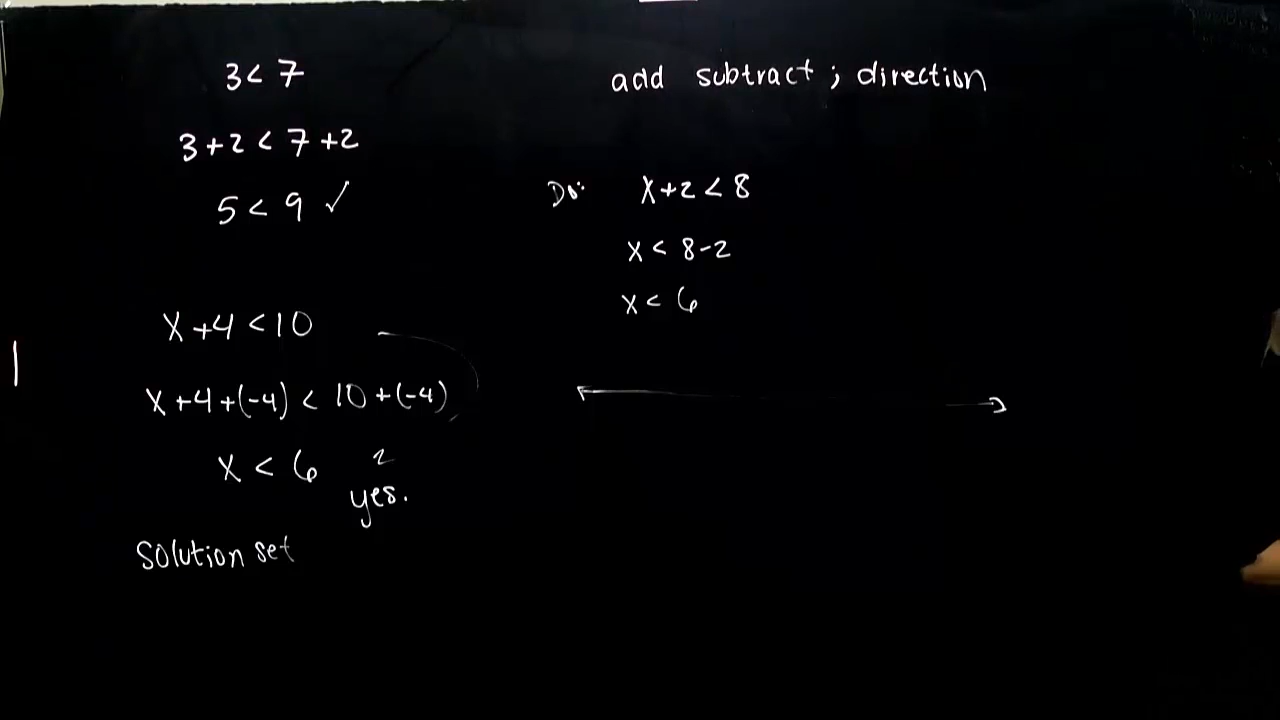 3 < 7
3 + 2 < 7 + 2
5 < 9 ✓
x + 4 < 10
x + 4 + (-4) < 10 + (-4)
x < 6 2
yes.
Solution set
add subtract ; direction
Do: x + 2 < 8
x < 8 - 2
x < 6